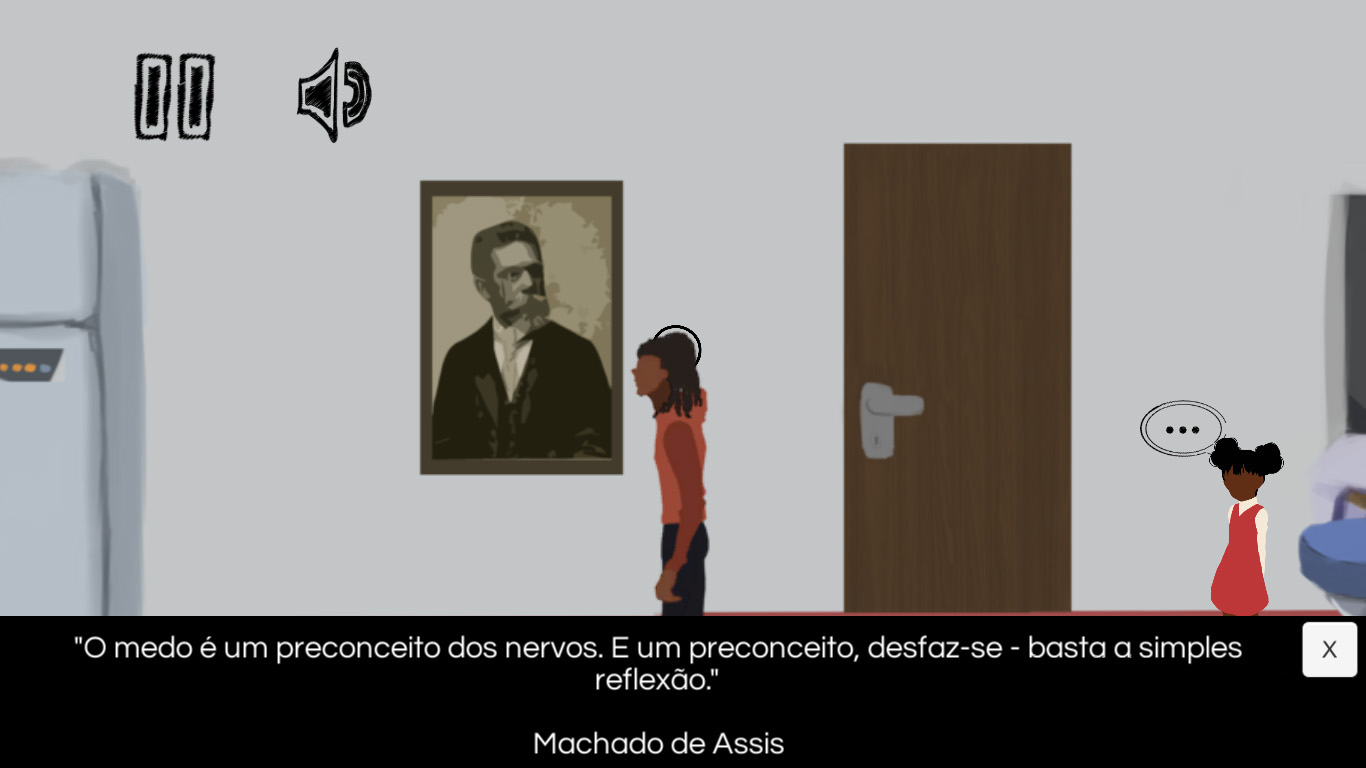 "O medo é um preconceito dos nervos. E um preconceito, desfaz-se - basta a simples
reflexão."
Machado de Assis
X